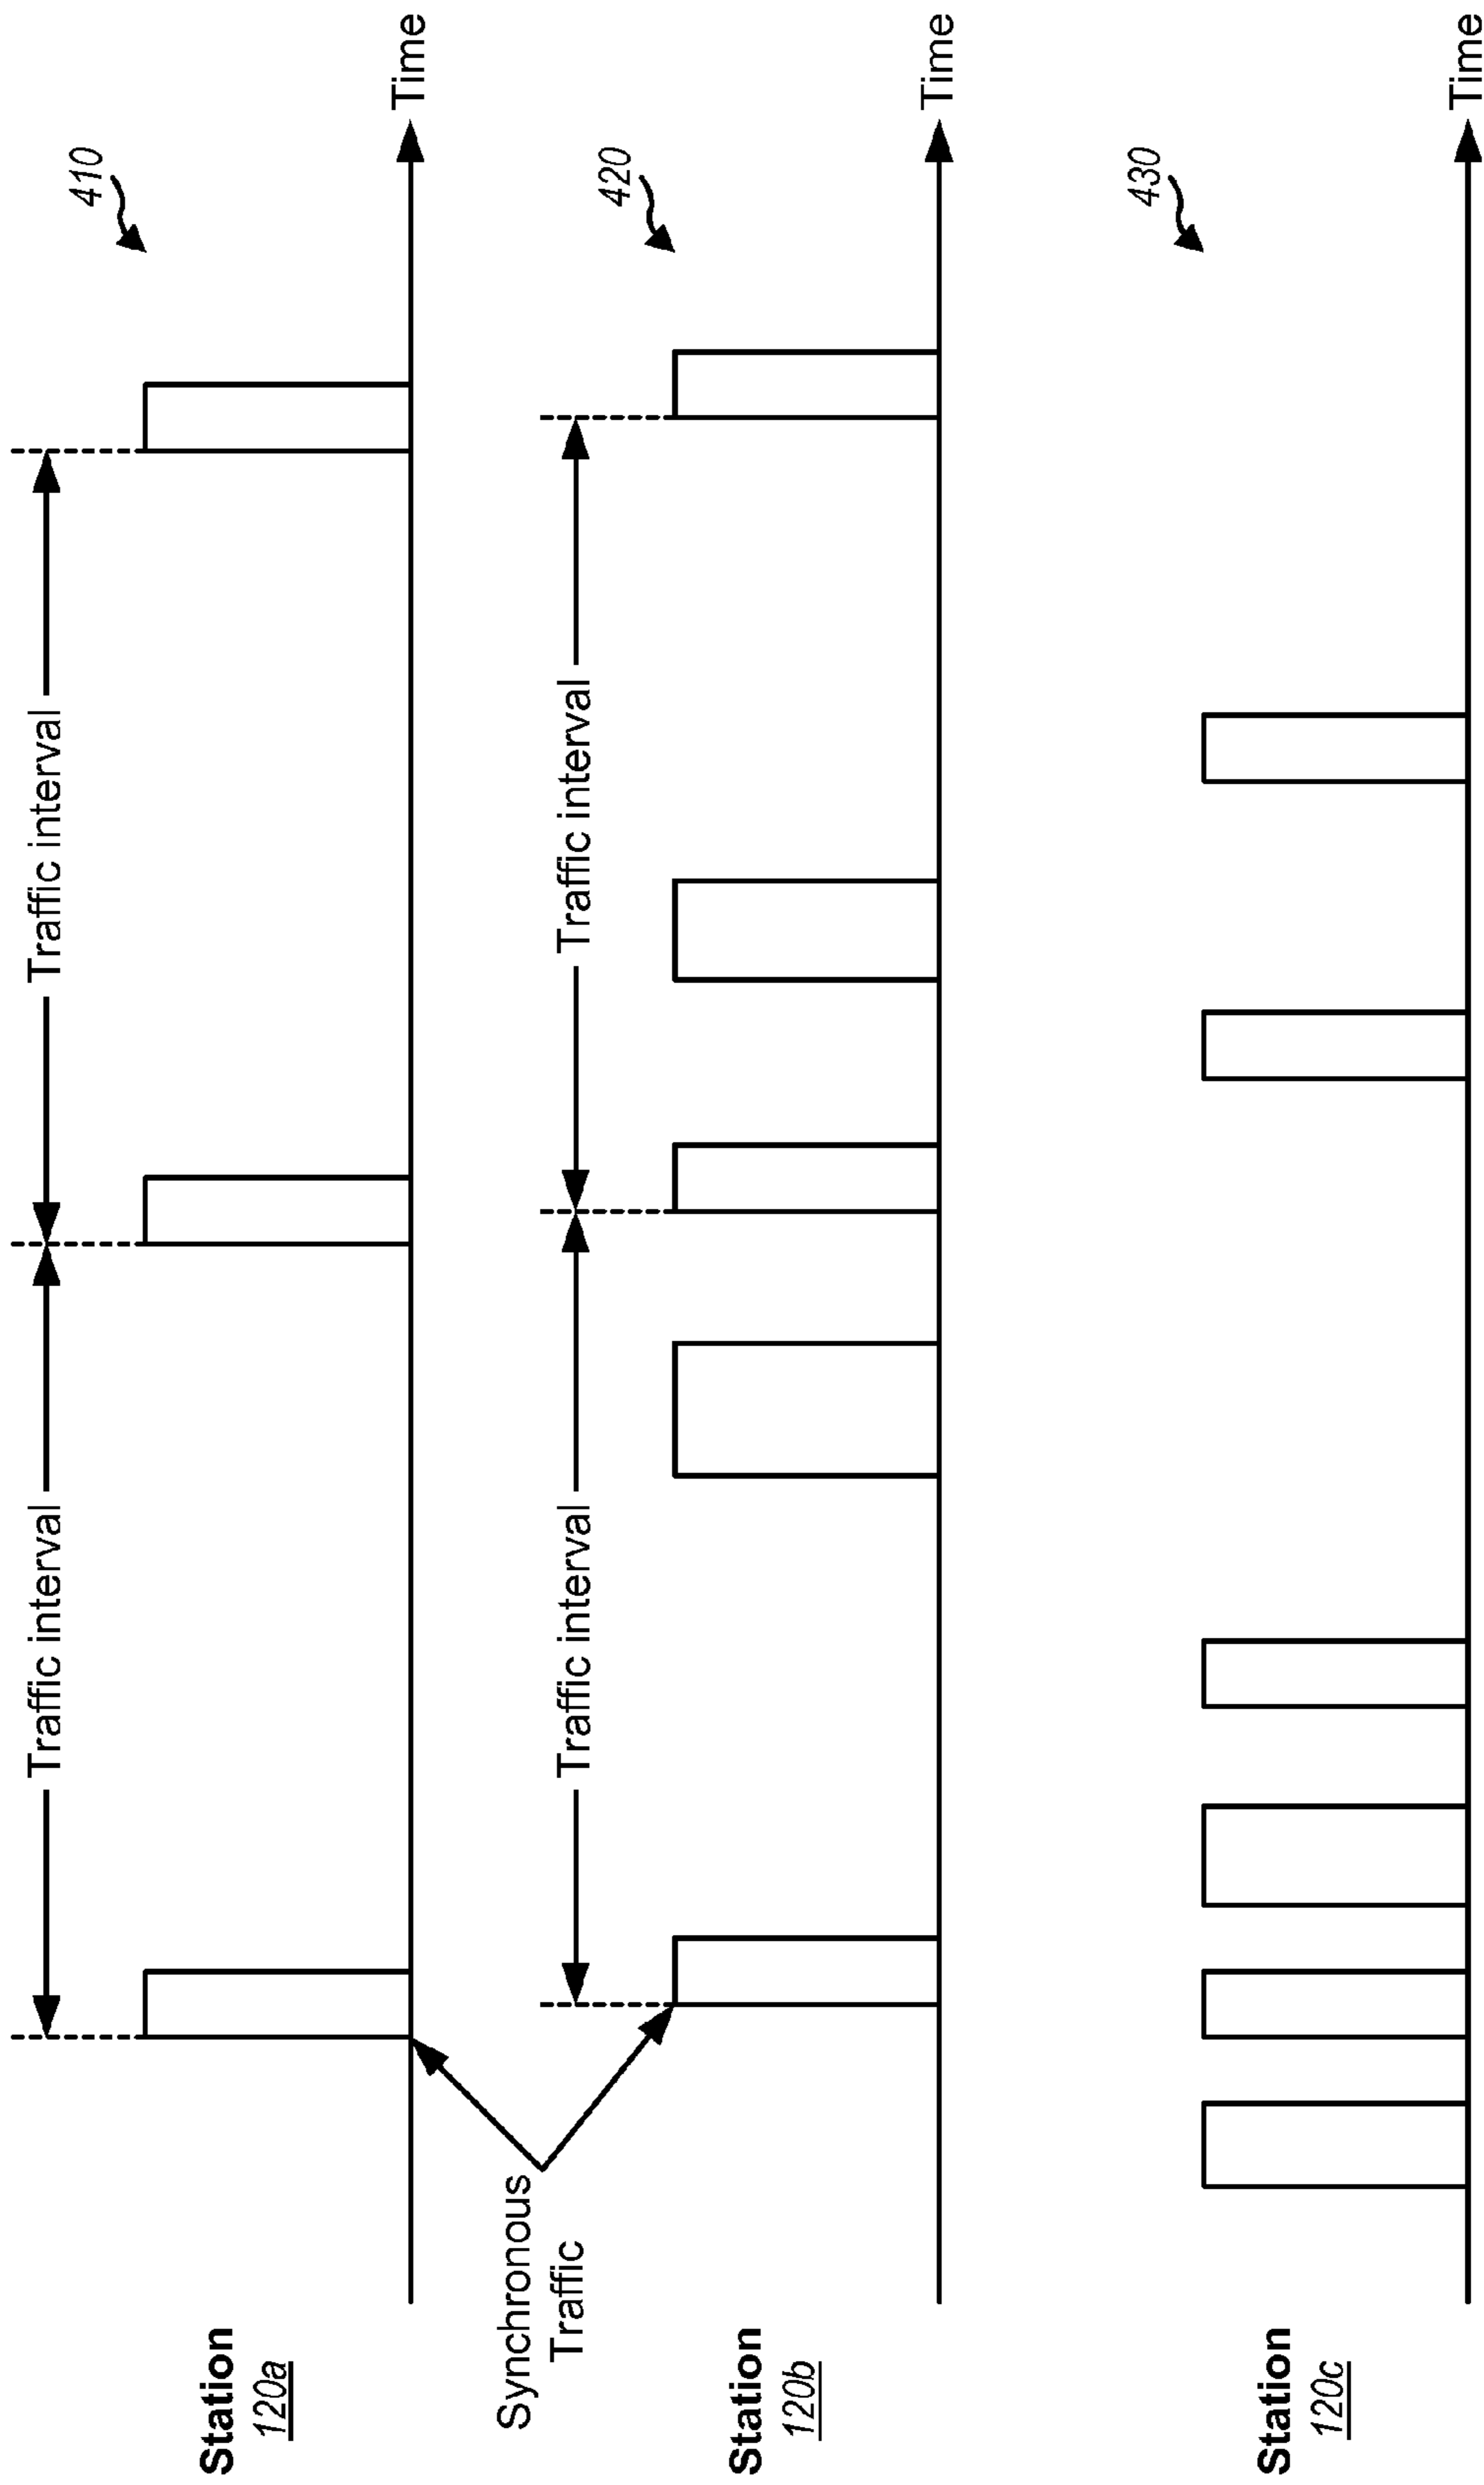 Traffic interval
Traffic interval
410
Station
120a
Time
Synchronous
Traffic
Traffic interval
Traffic interval
420
Station
120b
Time
430
Station
120c
Time